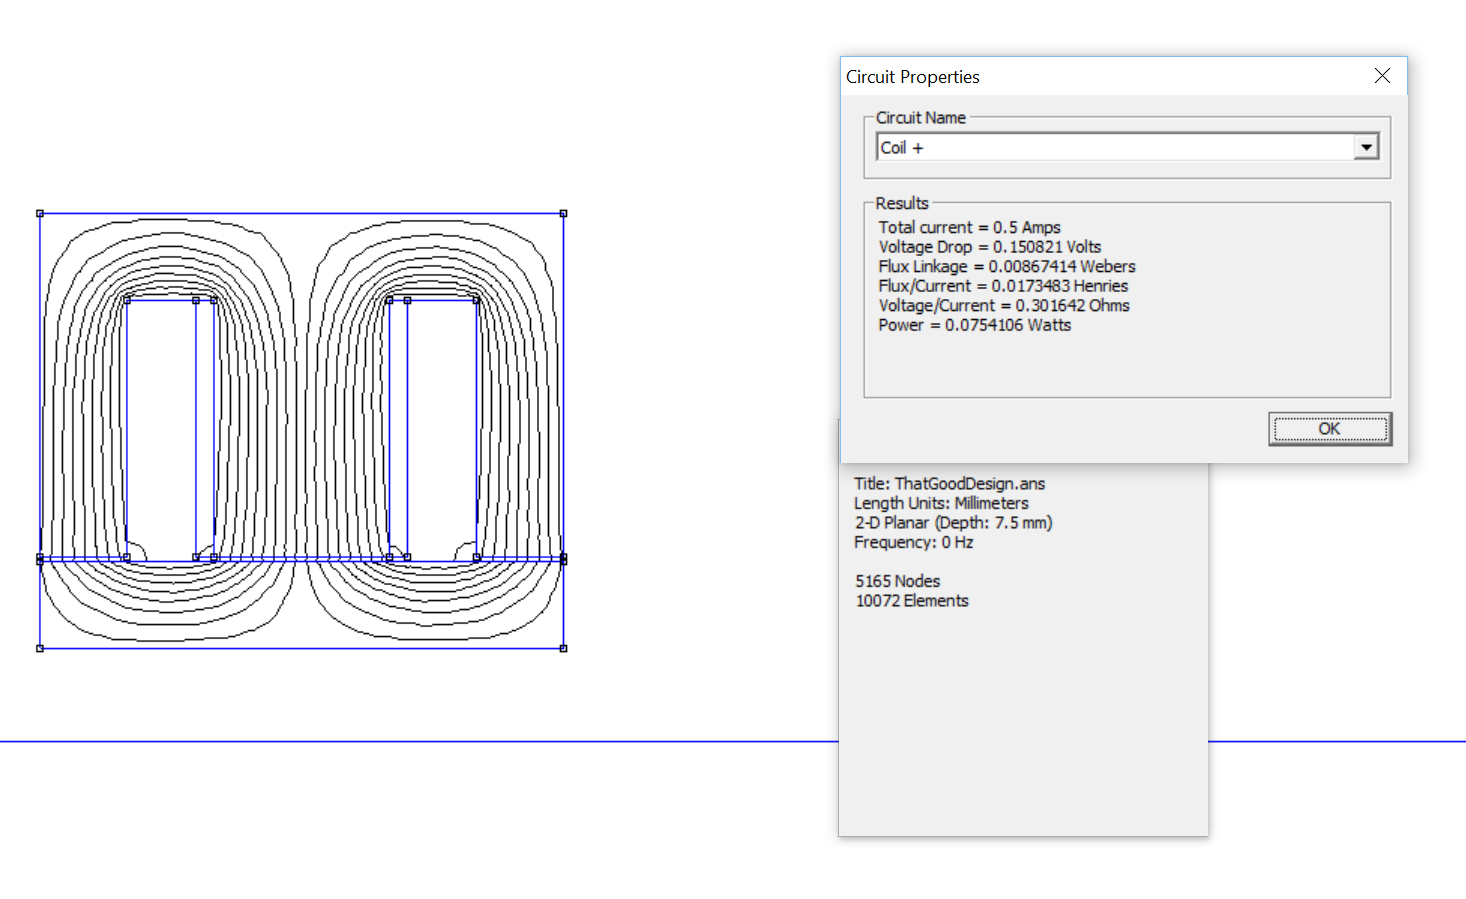 Circuit Properties
Circuit Name
Coil +
Results
Total current = 0.5 Amps
Voltage Drop = 0.150821 Volts
Flux Linkage = 0.00867414 Webers
Flux/Current = 0.0173483 Henries
Voltage/Current = 0.301642 Ohms
Power = 0.0754106 Watts
OK
Title: ThatGoodDesign.ans
Length Units: Millimeters
2-D Planar (Depth: 7.5 mm)
Frequency: 0 Hz
5165 Nodes
10072 Elements